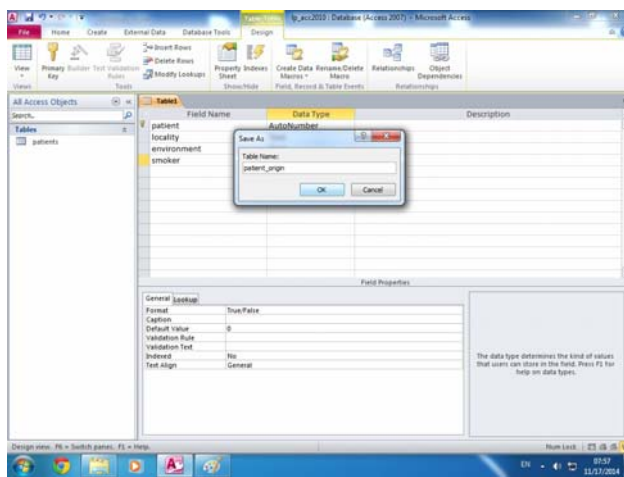 Table Tools
lp_acc2010 : Database (Access 2007) - Microsoft Access
File Home Create External Data Database Tools Design
View
Primary Key
Builder
Test Validation Rules
Insert Rows
Delete Rows
Modify Lookups
Property Sheet
Indexes
Create Data Macros
Rename/Delete Macro
Relationships
Object Dependencies
Views
Tools
Show/Hide
Field, Record & Table Events
Relationships
All Access Objects
Search..
Tables
patients
Table1
Field Name Data Type Description
patient AutoNumber
locality
environment
smoker
Save As
Table Name:
patient_origin
OK Cancel
Field Properties
General Lookup
Format True/False
Caption
Default Value 0
Validation Rule
Validation Text
Indexed No
Text Align General
The data type determines the kind of values
that users can store in the field. Press F1 for
help on data types.
Design view. F6 = Switch panes. F1 = Help.
Num Lock
EN
07:57
11/17/2014